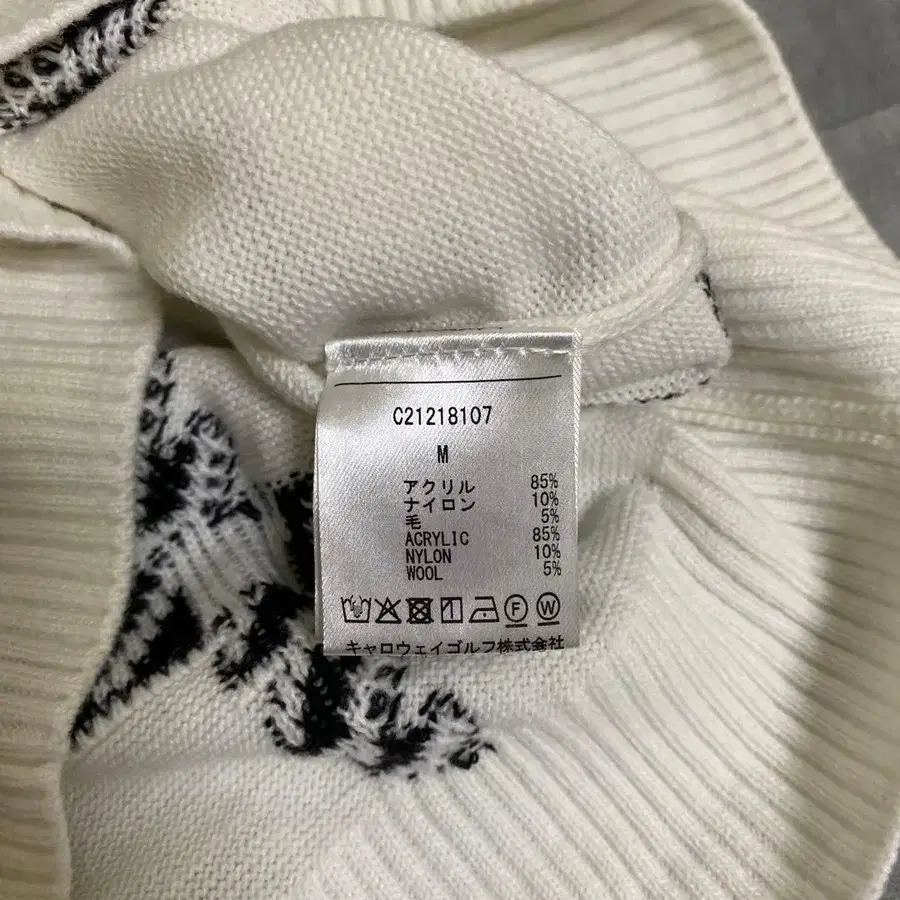 C21218107
M
アクリル 85%
ナイロン 10%
毛 5%
ACRYLIC 85%
NYLON 10%
WOOL 5%
F W
キャロウェイゴルフ株式会社